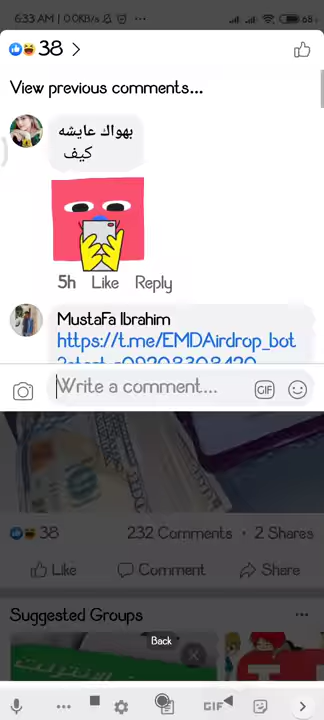 6:33 AM | 0.0KB/s
68
38
View previous comments...
بهواك عايشه
كيف
5h Like Reply
MustaFa Ibrahim
https://t.me/EMDAirdrop_bot
Write a comment...
GIF
38 232 Comments • 2 Shares
Like Comment Share
Suggested Groups
Back
GIF